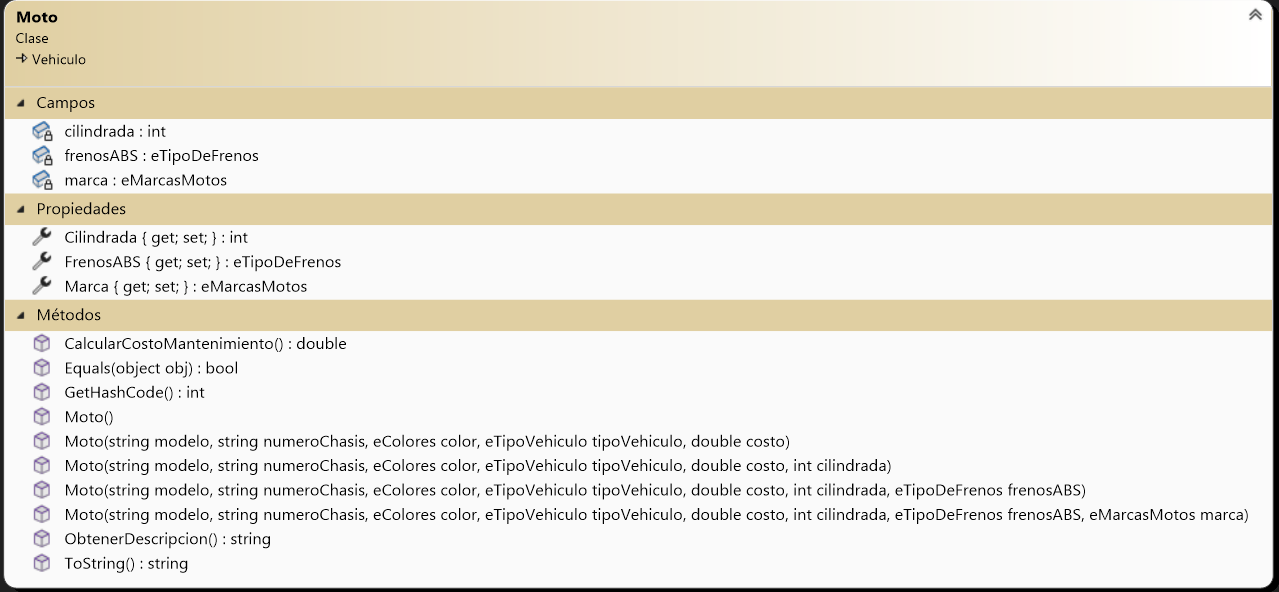 Moto
Clase
Vehiculo
Campos
cilindrada : int
frenosABS : eTipoDeFrenos
marca : eMarcasMotos
Propiedades
Cilindrada { get; set; } : int
FrenosABS { get; set; } : eTipoDeFrenos
Marca { get; set; } : eMarcasMotos
Métodos
CalcularCostoMantenimiento() : double
Equals(object obj) : bool
GetHashCode() : int
Moto()
Moto(string modelo, string numeroChasis, eColores color, eTipoVehiculo tipoVehiculo, double costo)
Moto(string modelo, string numeroChasis, eColores color, eTipoVehiculo tipoVehiculo, double costo, int cilindrada)
Moto(string modelo, string numeroChasis, eColores color, eTipoVehiculo tipoVehiculo, double costo, int cilindrada, eTipoDeFrenos frenosABS)
Moto(string modelo, string numeroChasis, eColores color, eTipoVehiculo tipoVehiculo, double costo, int cilindrada, eTipoDeFrenos frenosABS, eMarcasMotos marca)
ObtenerDescripcion() : string
ToString() : string